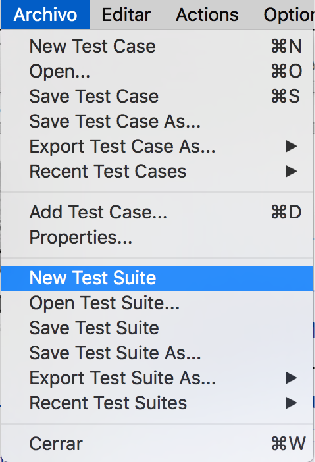 Archivo Editar Actions Option
New Test Case ⌘N
Open... ⌘O
Save Test Case ⌘S
Save Test Case As...
Export Test Case As... ▶
Recent Test Cases ▶
Add Test Case... ⌘D
Properties...
New Test Suite
Open Test Suite...
Save Test Suite
Save Test Suite As...
Export Test Suite As... ▶
Recent Test Suites ▶
Cerrar ⌘W